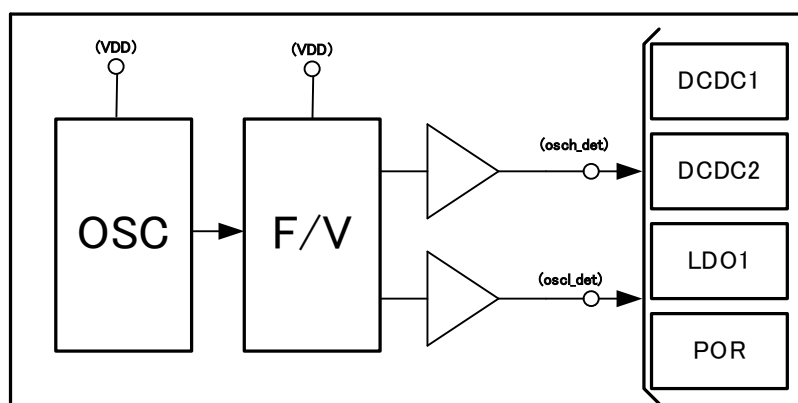 (VDD)
(VDD)
OSC
F/V
(osch_det)
(oscl_det)
DCDC1
DCDC2
LDO1
POR